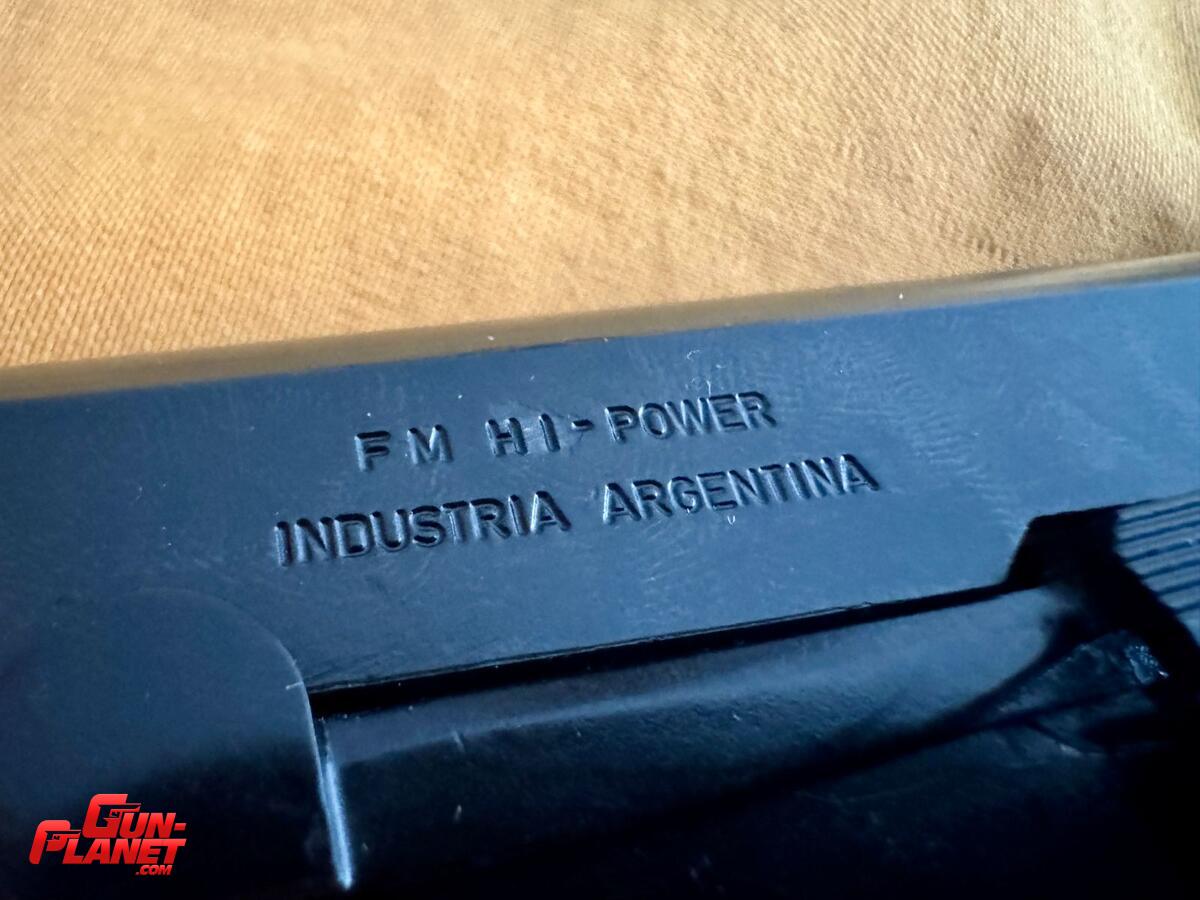 FM HI-POWER
INDUSTRIA ARGENTINA
GUN-
PLANET
.COM